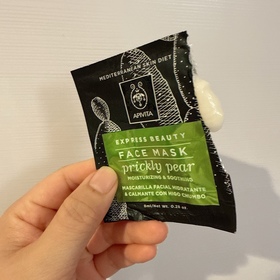 MEDITERRANEAN SKIN DIET
APIVITA
EXPRESS BEAUTY
FACE MASK
prickly pear
MOISTURIZING & SOOTHING
MASCARILLA FACIAL HIDRATANTE
& CALMANTE CON HIGO CHUMBO
8ml/Net Wt. 0.28 oz